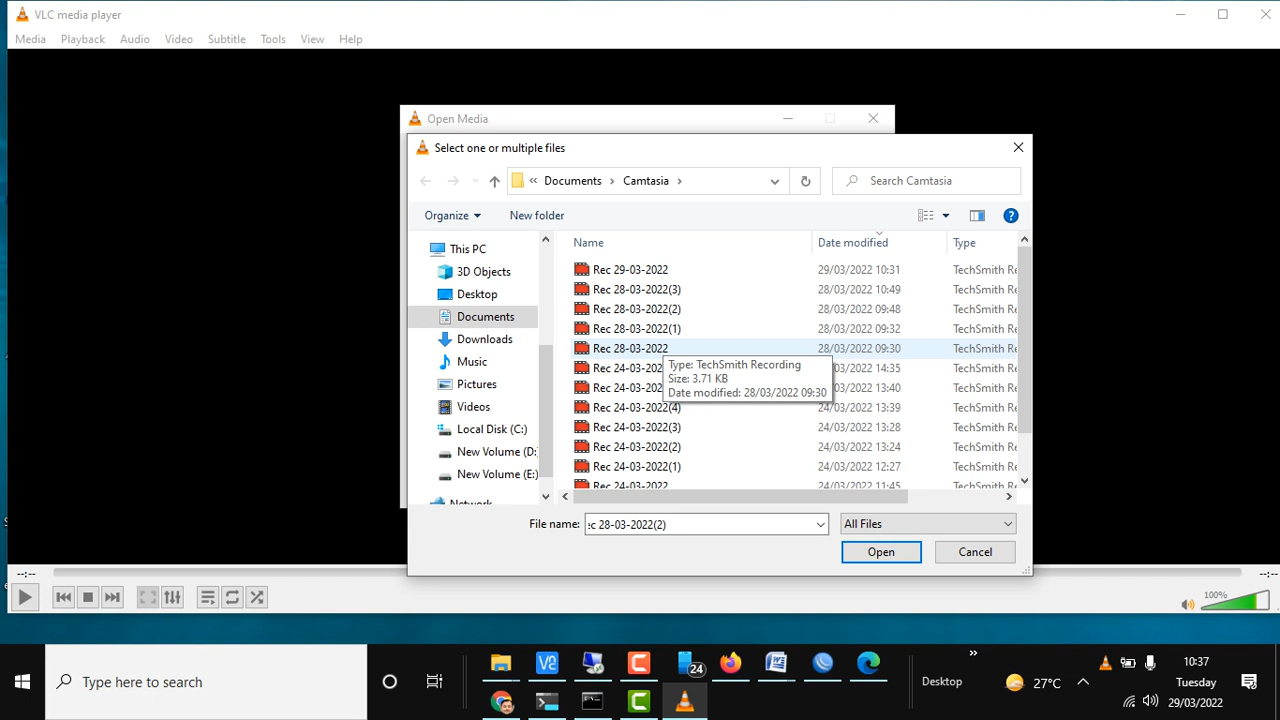 VLC media player
Media Playback Audio Video Subtitle Tools View Help
Open Media
Select one or multiple files
« Documents › Camtasia ›
Search Camtasia
Organize New folder
Name Date modified Type
This PC
3D Objects
Desktop
Documents
Downloads
Music
Pictures
Videos
Local Disk (C:)
New Volume (D:
New Volume (E:)
Rec 29-03-2022 29/03/2022 10:31 TechSmith Re
Rec 28-03-2022(3) 28/03/2022 10:49 TechSmith Re
Rec 28-03-2022(2) 28/03/2022 09:48 TechSmith Re
Rec 28-03-2022(1) 28/03/2022 09:32 TechSmith Re
Rec 28-03-2022 28/03/2022 09:30 TechSmith Re
Rec 24-03-202 24/03/2022 14:35 TechSmith Re
Rec 24-03-202 24/03/2022 13:40 TechSmith Re
Rec 24-03-2022(4) 24/03/2022 13:39 TechSmith Re
Rec 24-03-2022(3) 24/03/2022 13:28 TechSmith Re
Rec 24-03-2022(2) 24/03/2022 13:24 TechSmith Re
Rec 24-03-2022(1) 24/03/2022 12:27 TechSmith Re
Rec 24-03-2022 24/03/2022 11:45 TechSmith Re
Type: TechSmith Recording
Size: 3.71 KB
Date modified: 28/03/2022 09:30
File name: :c 28-03-2022(2) All Files
Open Cancel
--:-- --:--
100%
Type here to search
24
Desktop
27°C
10:37
Tuesday
29/03/2022